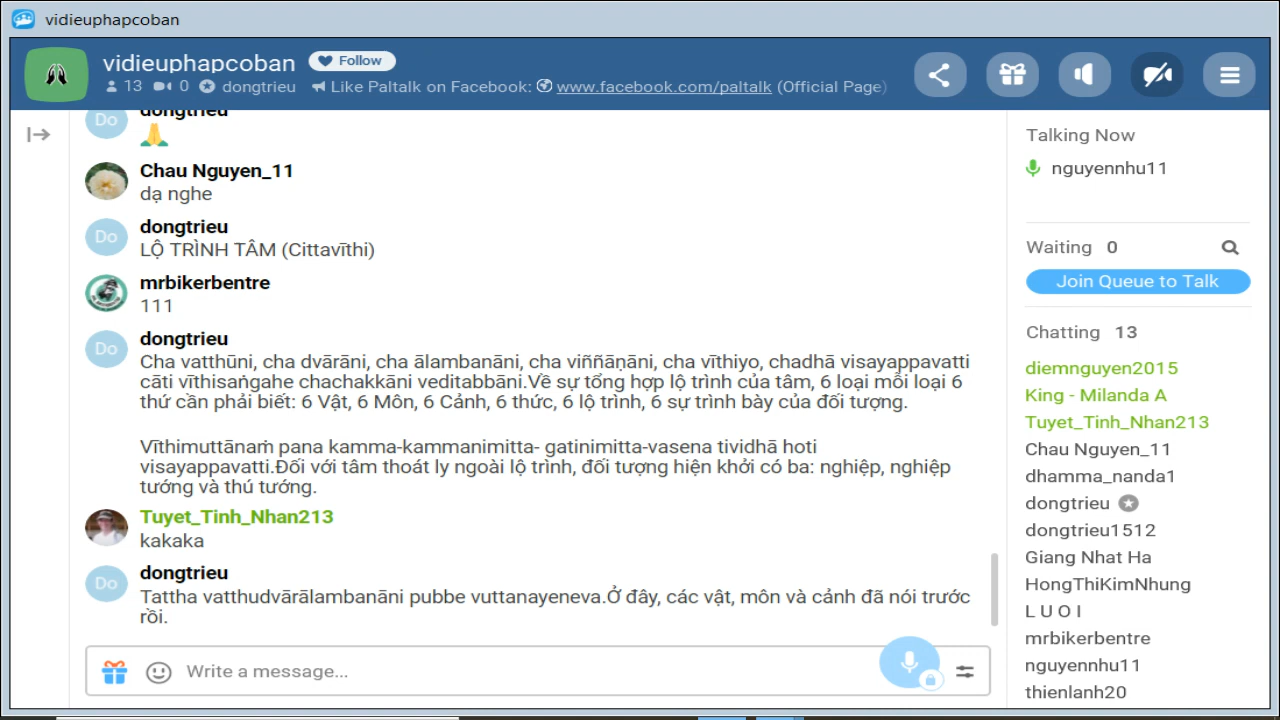 vidieuphapcoban
vidieuphapcoban
Follow
13 0 dongtrieu Like Paltalk on Facebook: www.facebook.com/paltalk (Official Page)
Do
dongtrieu
Chau Nguyen_11
dạ nghe
Do
dongtrieu
LỘ TRÌNH TÂM (Cittavīthi)
mrbikerbentre
111
Do
dongtrieu
Cha vatthūni, cha dvārāni, cha ālambanāni, cha viññāṇāni, cha vīthiyo, chadhā visayappavatti
cāti vīthisaṅgahe chachakkāni veditabbāni.Về sự tổng hợp lộ trình của tâm, 6 loại mỗi loại 6
thứ cần phải biết: 6 Vật, 6 Môn, 6 Cảnh, 6 thức, 6 lộ trình, 6 sự trình bày của đối tượng.
Vīthimuttānaṁ pana kamma-kammanimitta- gatinimitta-vasena tividhā hoti
visayappavatti.Đối với tâm thoát ly ngoài lộ trình, đối tượng hiện khởi có ba: nghiệp, nghiệp
tướng và thú tướng.
Tuyet_Tinh_Nhan213
kakaka
Do
dongtrieu
Tattha vatthudvārālambanāni pubbe vuttanayeneva.Ở đây, các vật, môn và cảnh đã nói trước
rồi.
Write a message...
Talking Now
nguyennhu11
Waiting 0
Join Queue to Talk
Chatting 13
diemnguyen2015
King - Milanda A
Tuyet_Tinh_Nhan213
Chau Nguyen_11
dhamma_nanda1
dongtrieu
dongtrieu1512
Giang Nhat Ha
HongThiKimNhung
L U O I
mrbikerbentre
nguyennhu11
thienlanh20